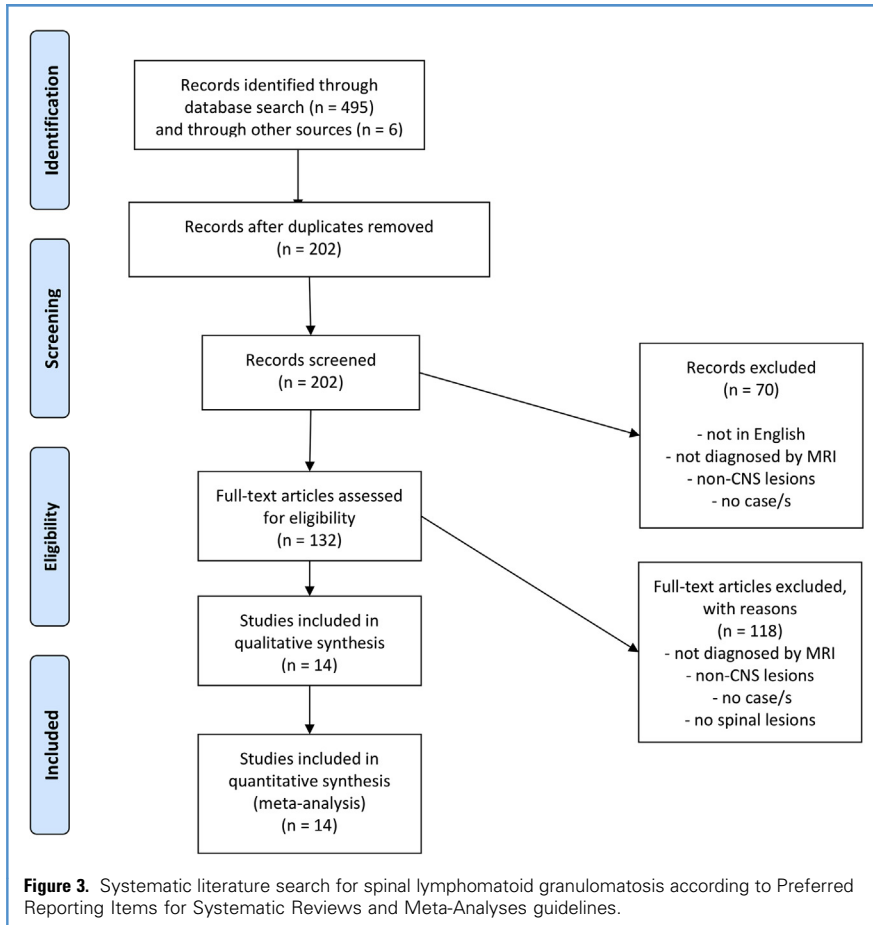 Identification
Records identified through
database search (n = 495)
and through other sources (n = 6)
Records after duplicates removed
(n = 202)
Screening
Records screened
(n = 202)
Records excluded
(n = 70)
- not in English
- not diagnosed by MRI
- non-CNS lesions
- no case/s
Eligibility
Full-text articles assessed
for eligibility
(n = 132)
Full-text articles excluded,
with reasons
(n = 118)
- not diagnosed by MRI
- non-CNS lesions
- no case/s
- no spinal lesions
Studies included in
qualitative synthesis
(n = 14)
Included
Studies included in
quantitative synthesis
(meta-analysis)
(n = 14)
Figure 3. Systematic literature search for spinal lymphomatoid granulomatosis according to Preferred
Reporting Items for Systematic Reviews and Meta-Analyses guidelines.